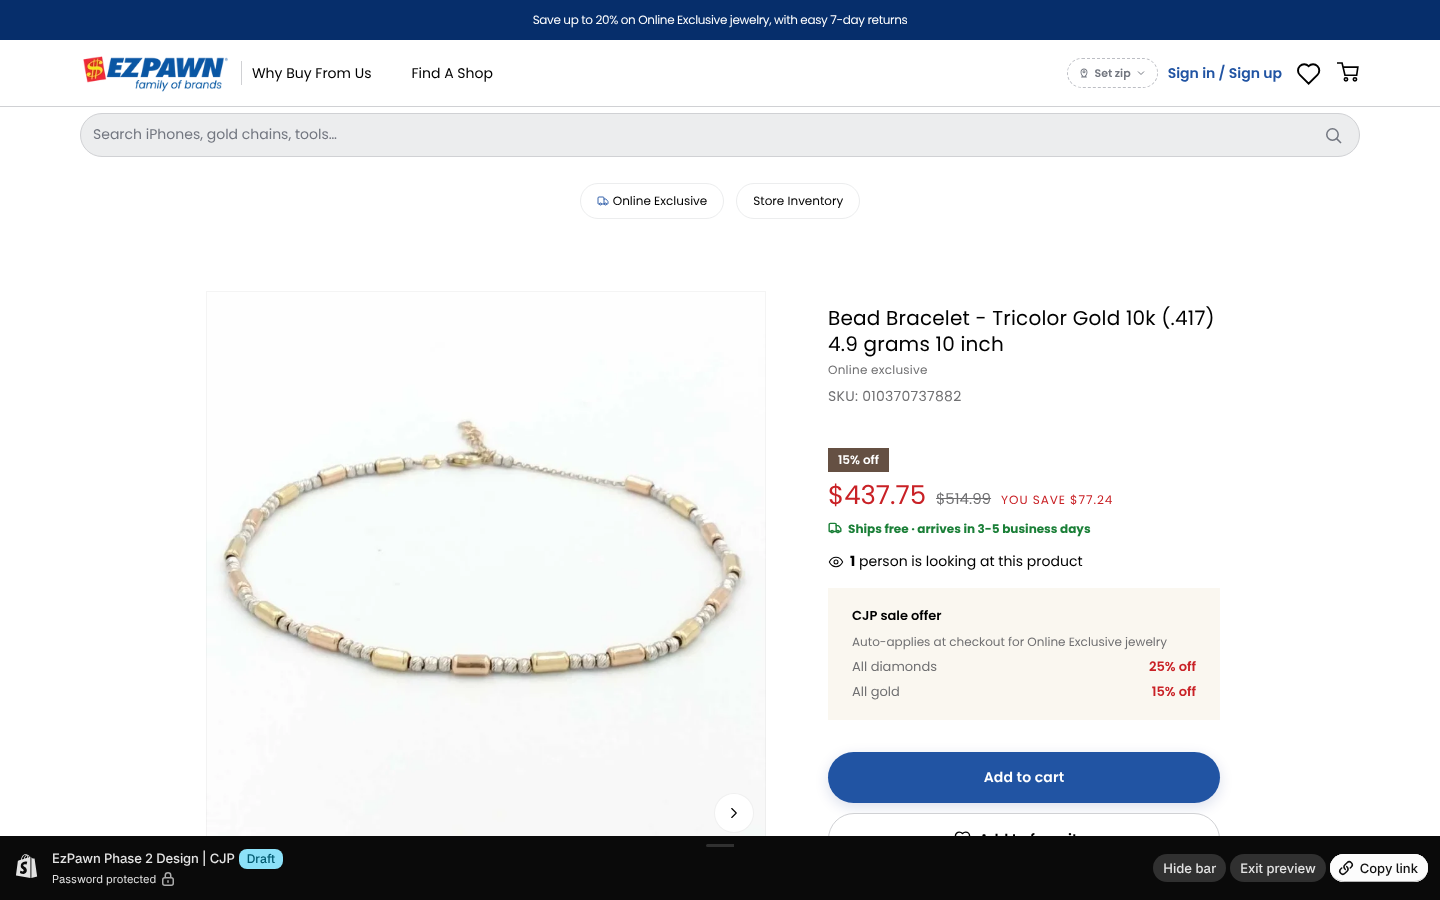 Save up to 20% on Online Exclusive jewelry, with easy 7-day returns
EZPAWN
family of brands
Why Buy From Us
Find A Shop
Set zip
Sign in / Sign up
Search iPhones, gold chains, tools...
Online Exclusive
Store Inventory
Bead Bracelet - Tricolor Gold 10k (.417)
4.9 grams 10 inch
Online exclusive
SKU: 010370737882
15% off
$437.75 $514.99 YOU SAVE $77.24
Ships free · arrives in 3-5 business days
1 person is looking at this product
CJP sale offer
Auto-applies at checkout for Online Exclusive jewelry
All diamonds 25% off
All gold 15% off
Add to cart
EzPawn Phase 2 Design | CJP Draft
Password protected
Hide bar
Exit preview
Copy link